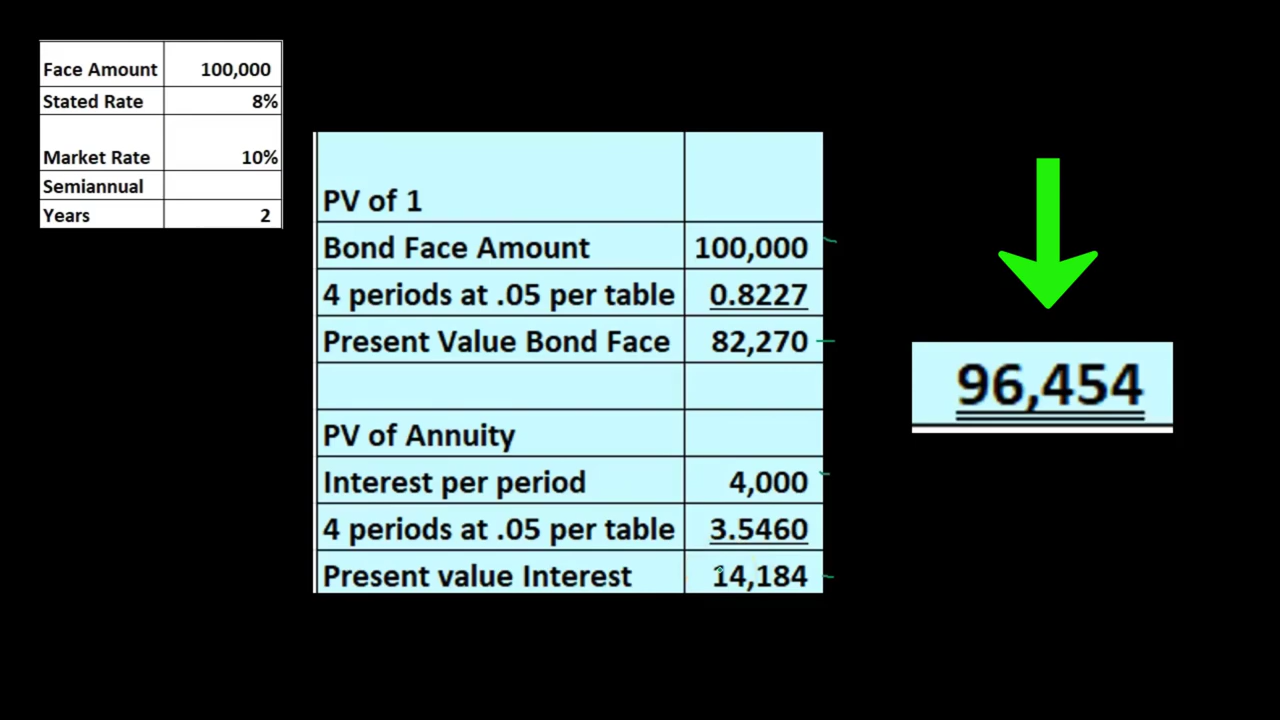 Face Amount 100,000
Stated Rate 8%
Market Rate 10%
Semiannual
Years 2
PV of 1
Bond Face Amount 100,000
4 periods at .05 per table 0.8227
Present Value Bond Face 82,270
PV of Annuity
Interest per period 4,000
4 periods at .05 per table 3.5460
Present value Interest 14,184
96,454